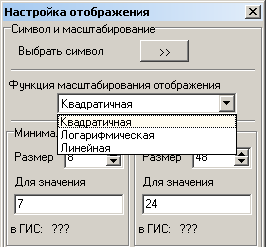 Настройка отображения
Символ и масштабирование
Выбрать символ >>
Функция масштабирования отображения
Квадратичная
Квадратичная
Логарифмическая
Линейная
Минима
Размер 8 Размер 48
Для значения Для значения
7 24
в ГИС: ??? в ГИС: ???